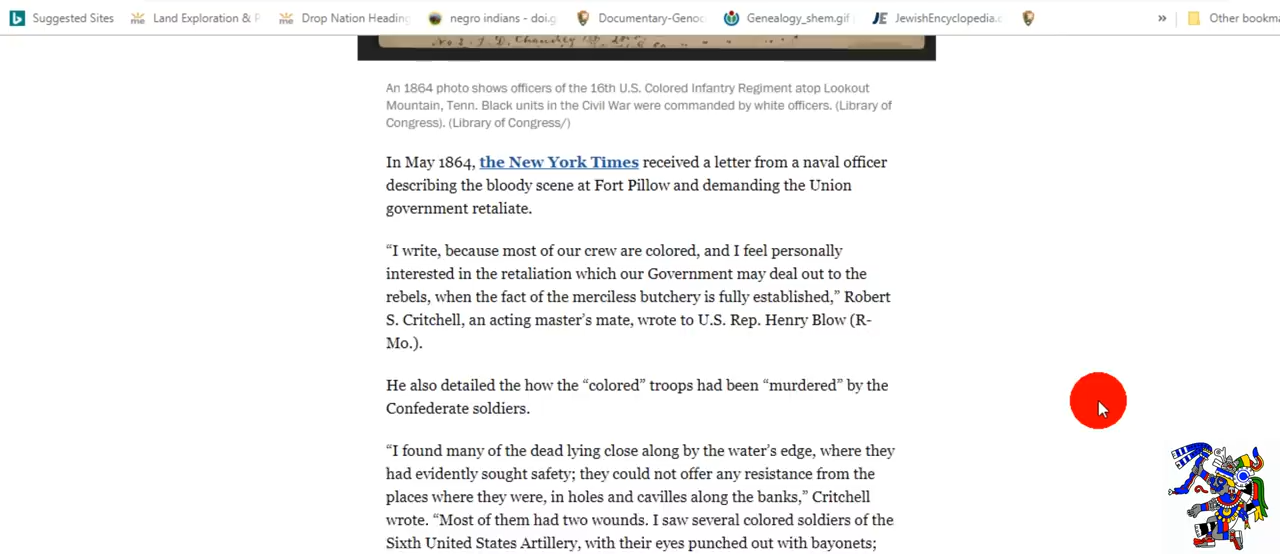 Suggested Sites
Land Exploration & P
Drop Nation Heading
negro indians - doi.g
Documentary-Genoc
Genealogy_shem.gif
JewishEncyclopedia.c
»
Other bookma
An 1864 photo shows officers of the 16th U.S. Colored Infantry Regiment atop Lookout
Mountain, Tenn. Black units in the Civil War were commanded by white officers. (Library of
Congress). (Library of Congress/)
In May 1864, the New York Times received a letter from a naval officer
describing the bloody scene at Fort Pillow and demanding the Union
government retaliate.
“I write, because most of our crew are colored, and I feel personally
interested in the retaliation which our Government may deal out to the
rebels, when the fact of the merciless butchery is fully established,” Robert
S. Critchell, an acting master’s mate, wrote to U.S. Rep. Henry Blow (R-
Mo.).
He also detailed the how the “colored” troops had been “murdered” by the
Confederate soldiers.
“I found many of the dead lying close along by the water’s edge, where they
had evidently sought safety; they could not offer any resistance from the
places where they were, in holes and cavilles along the banks,” Critchell
wrote. “Most of them had two wounds. I saw several colored soldiers of the
Sixth United States Artillery, with their eyes punched out with bayonets;